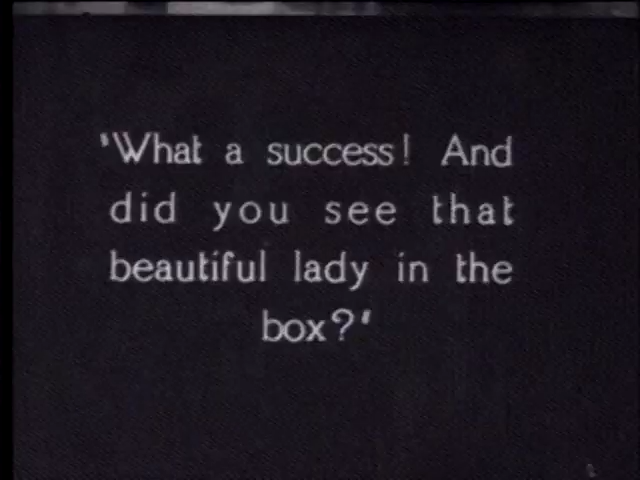 'What a success! And
did you see that
beautiful lady in the
box?'